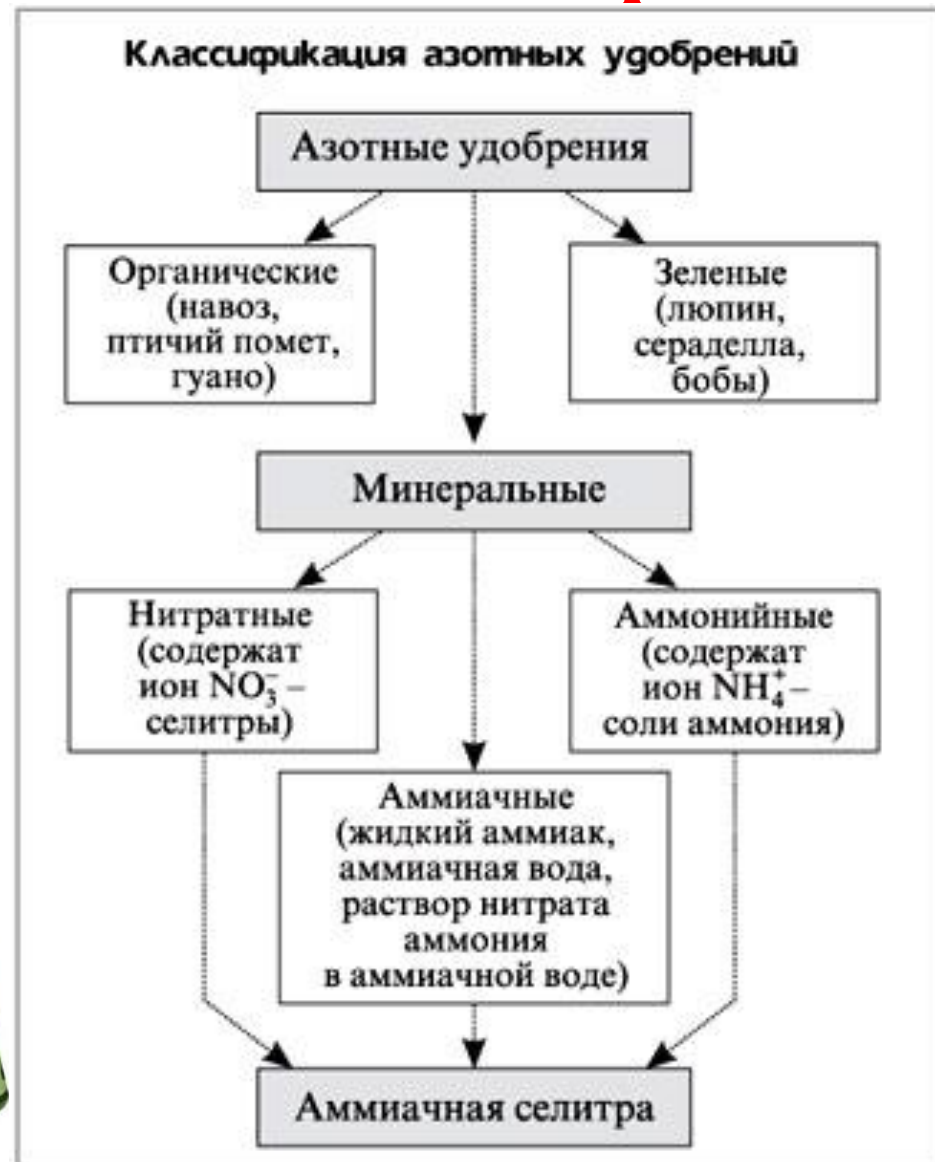 Классификация азотных удобрений
Азотные удобрения
Органические
(навоз,
птичий помет,
гуано)
Зеленые
(люпин,
сераделла,
бобы)
Минеральные
Нитратные
(содержат
ион NO₃⁻ –
селитры)
Аммонийные
(содержат
ион NH₄⁺ –
соли аммония)
Аммиачные
(жидкий аммиак,
аммиачная вода,
раствор нитрата
аммония
в аммиачной воде)
Аммиачная селитра